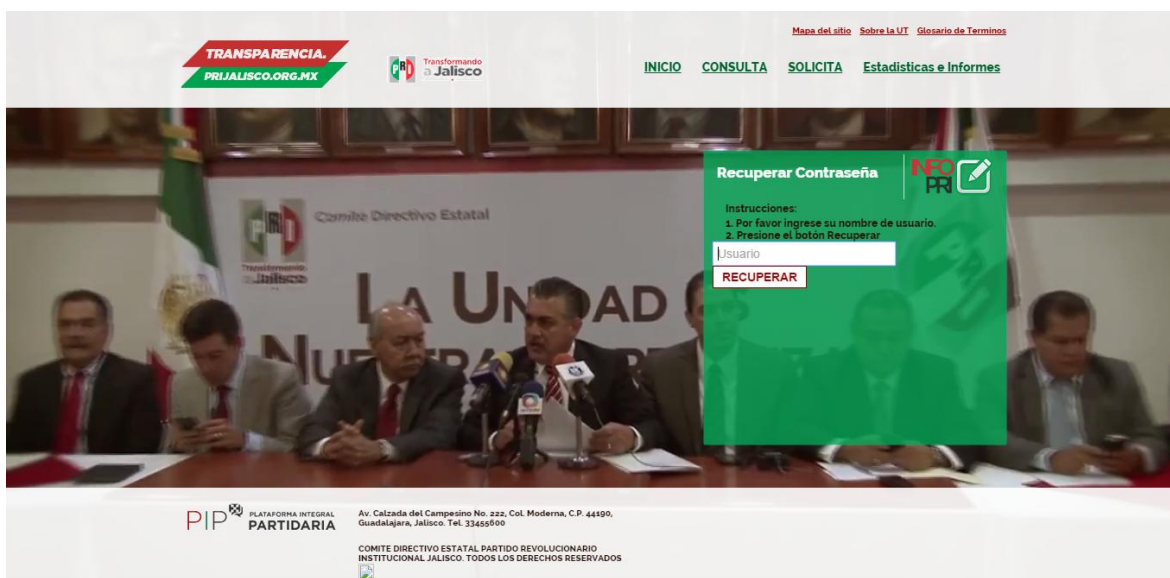 Mapa del sitio Sobre la UT Glosario de Terminos
TRANSPARENCIA.
PRIJALISCO.ORG.MX
PRI Transformando
a Jalisco
INICIO CONSULTA SOLICITA Estadisticas e Informes
Recuperar Contraseña
INFO
PRI
Instrucciones:
1. Por favor ingrese su nombre de usuario.
2. Presione el botón Recuperar
Usuario
RECUPERAR
PRI
Comite Directivo Estatal
Transformando
a Jalisco
LA UNIDAD
PIP PLATAFORMA INTEGRAL
PARTIDARIA
Av. Calzada del Campesino No. 222, Col. Moderna, C.P. 44190,
Guadalajara, Jalisco. Tel. 33455600
COMITE DIRECTIVO ESTATAL PARTIDO REVOLUCIONARIO
INSTITUCIONAL JALISCO. TODOS LOS DERECHOS RESERVADOS